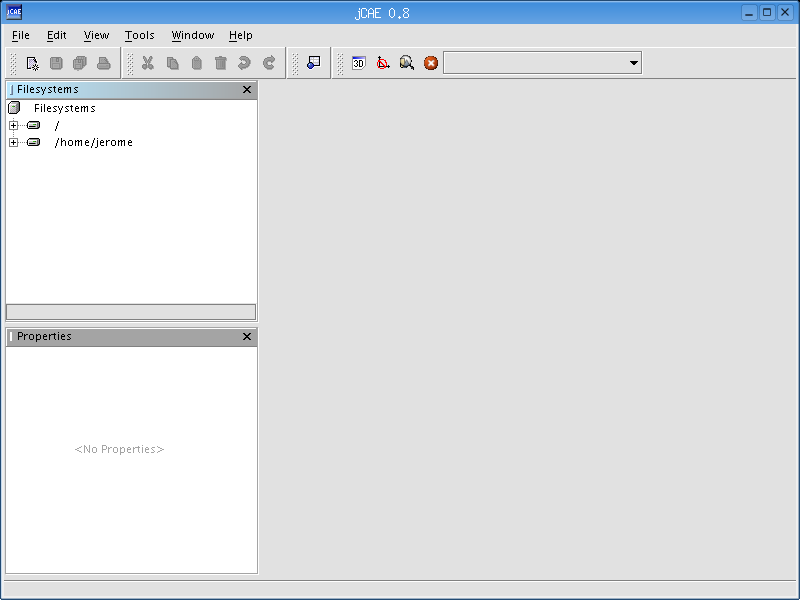 jCAE
jCAE 0.8
File Edit View Tools Window Help
3D
Filesystems
Filesystems
/
/home/jerome
Properties
<No Properties>